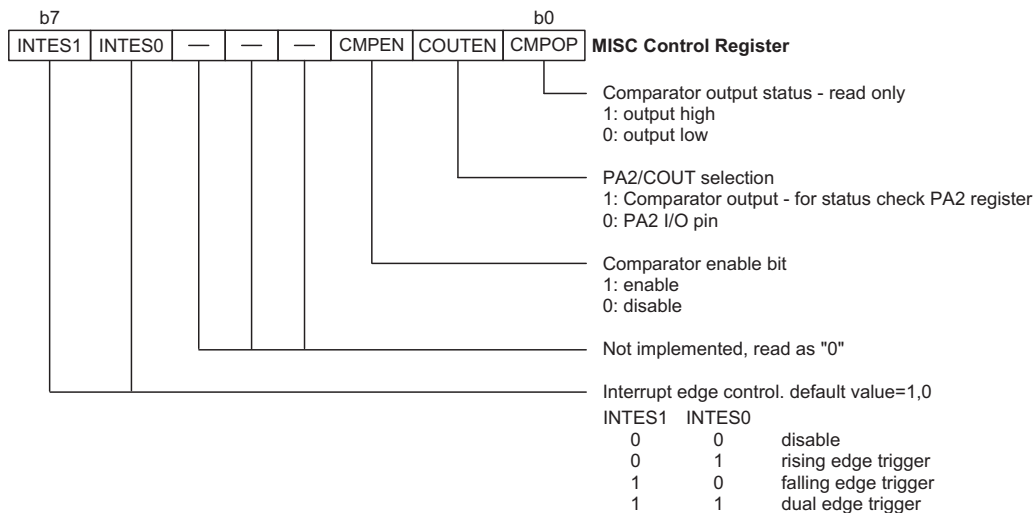 b7 b0
INTES1 INTES0 — — — CMPEN COUTEN CMPOP MISC Control Register
Comparator output status - read only
1: output high
0: output low
PA2/COUT selection
1: Comparator output - for status check PA2 register
0: PA2 I/O pin
Comparator enable bit
1: enable
0: disable
Not implemented, read as "0"
Interrupt edge control. default value=1,0
INTES1 INTES0
0 0 disable
0 1 rising edge trigger
1 0 falling edge trigger
1 1 dual edge trigger